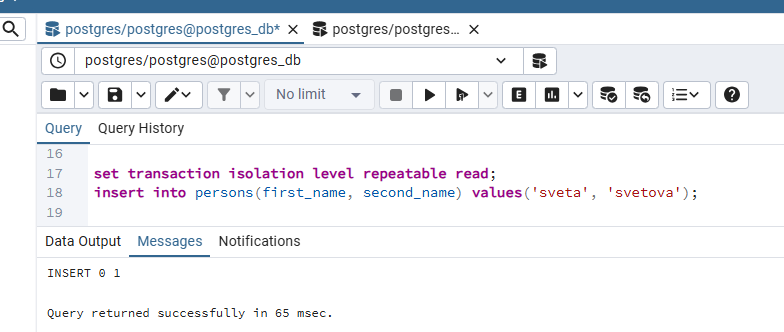 postgres/postgres@postgres_db*
postgres/postgres...
postgres/postgres@postgres_db
No limit
E
Query Query History
16
17 set transaction isolation level repeatable read;
18 insert into persons(first_name, second_name) values('sveta', 'svetova');
19
Data Output Messages Notifications
INSERT 0 1
Query returned successfully in 65 msec.